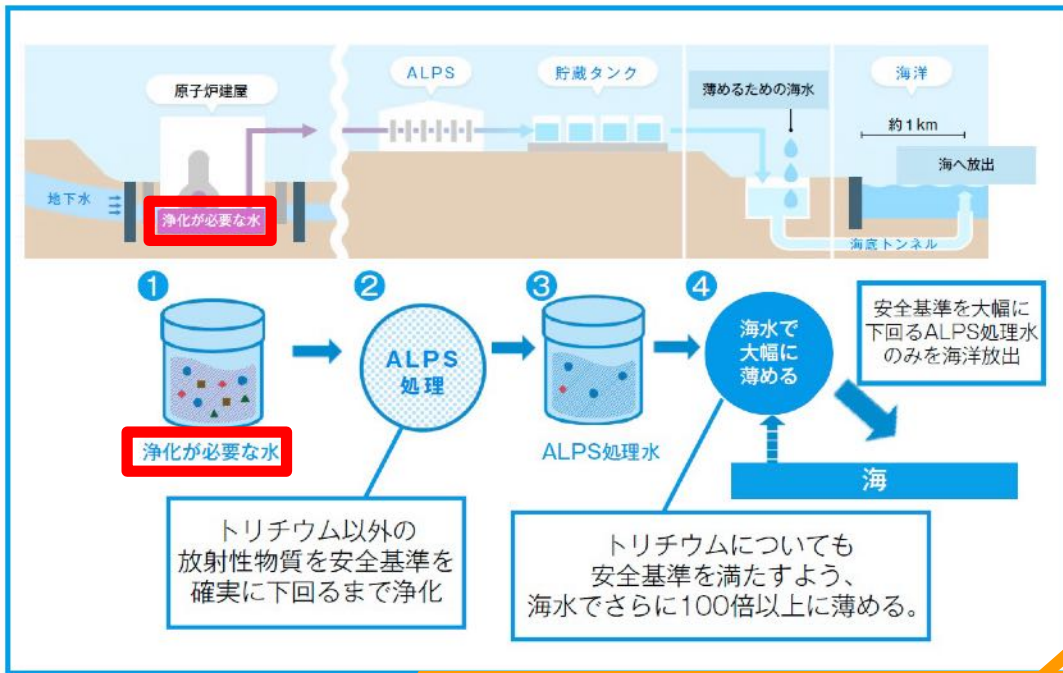 ALPS
貯蔵タンク
海洋
原子炉建屋
薄めるための海水
約1km
海へ放出
地下水
浄化が必要な水
海底トンネル
1
2
3
4
ALPS
処理
海水で
大幅に
薄める
安全基準を大幅に
下回るALPS処理水
のみを海洋放出
浄化が必要な水
ALPS処理水
海
トリチウム以外の
放射性物質を安全基準を
確実に下回るまで浄化
トリチウムについても
安全基準を満たすよう、
海水でさらに100倍以上に薄める。